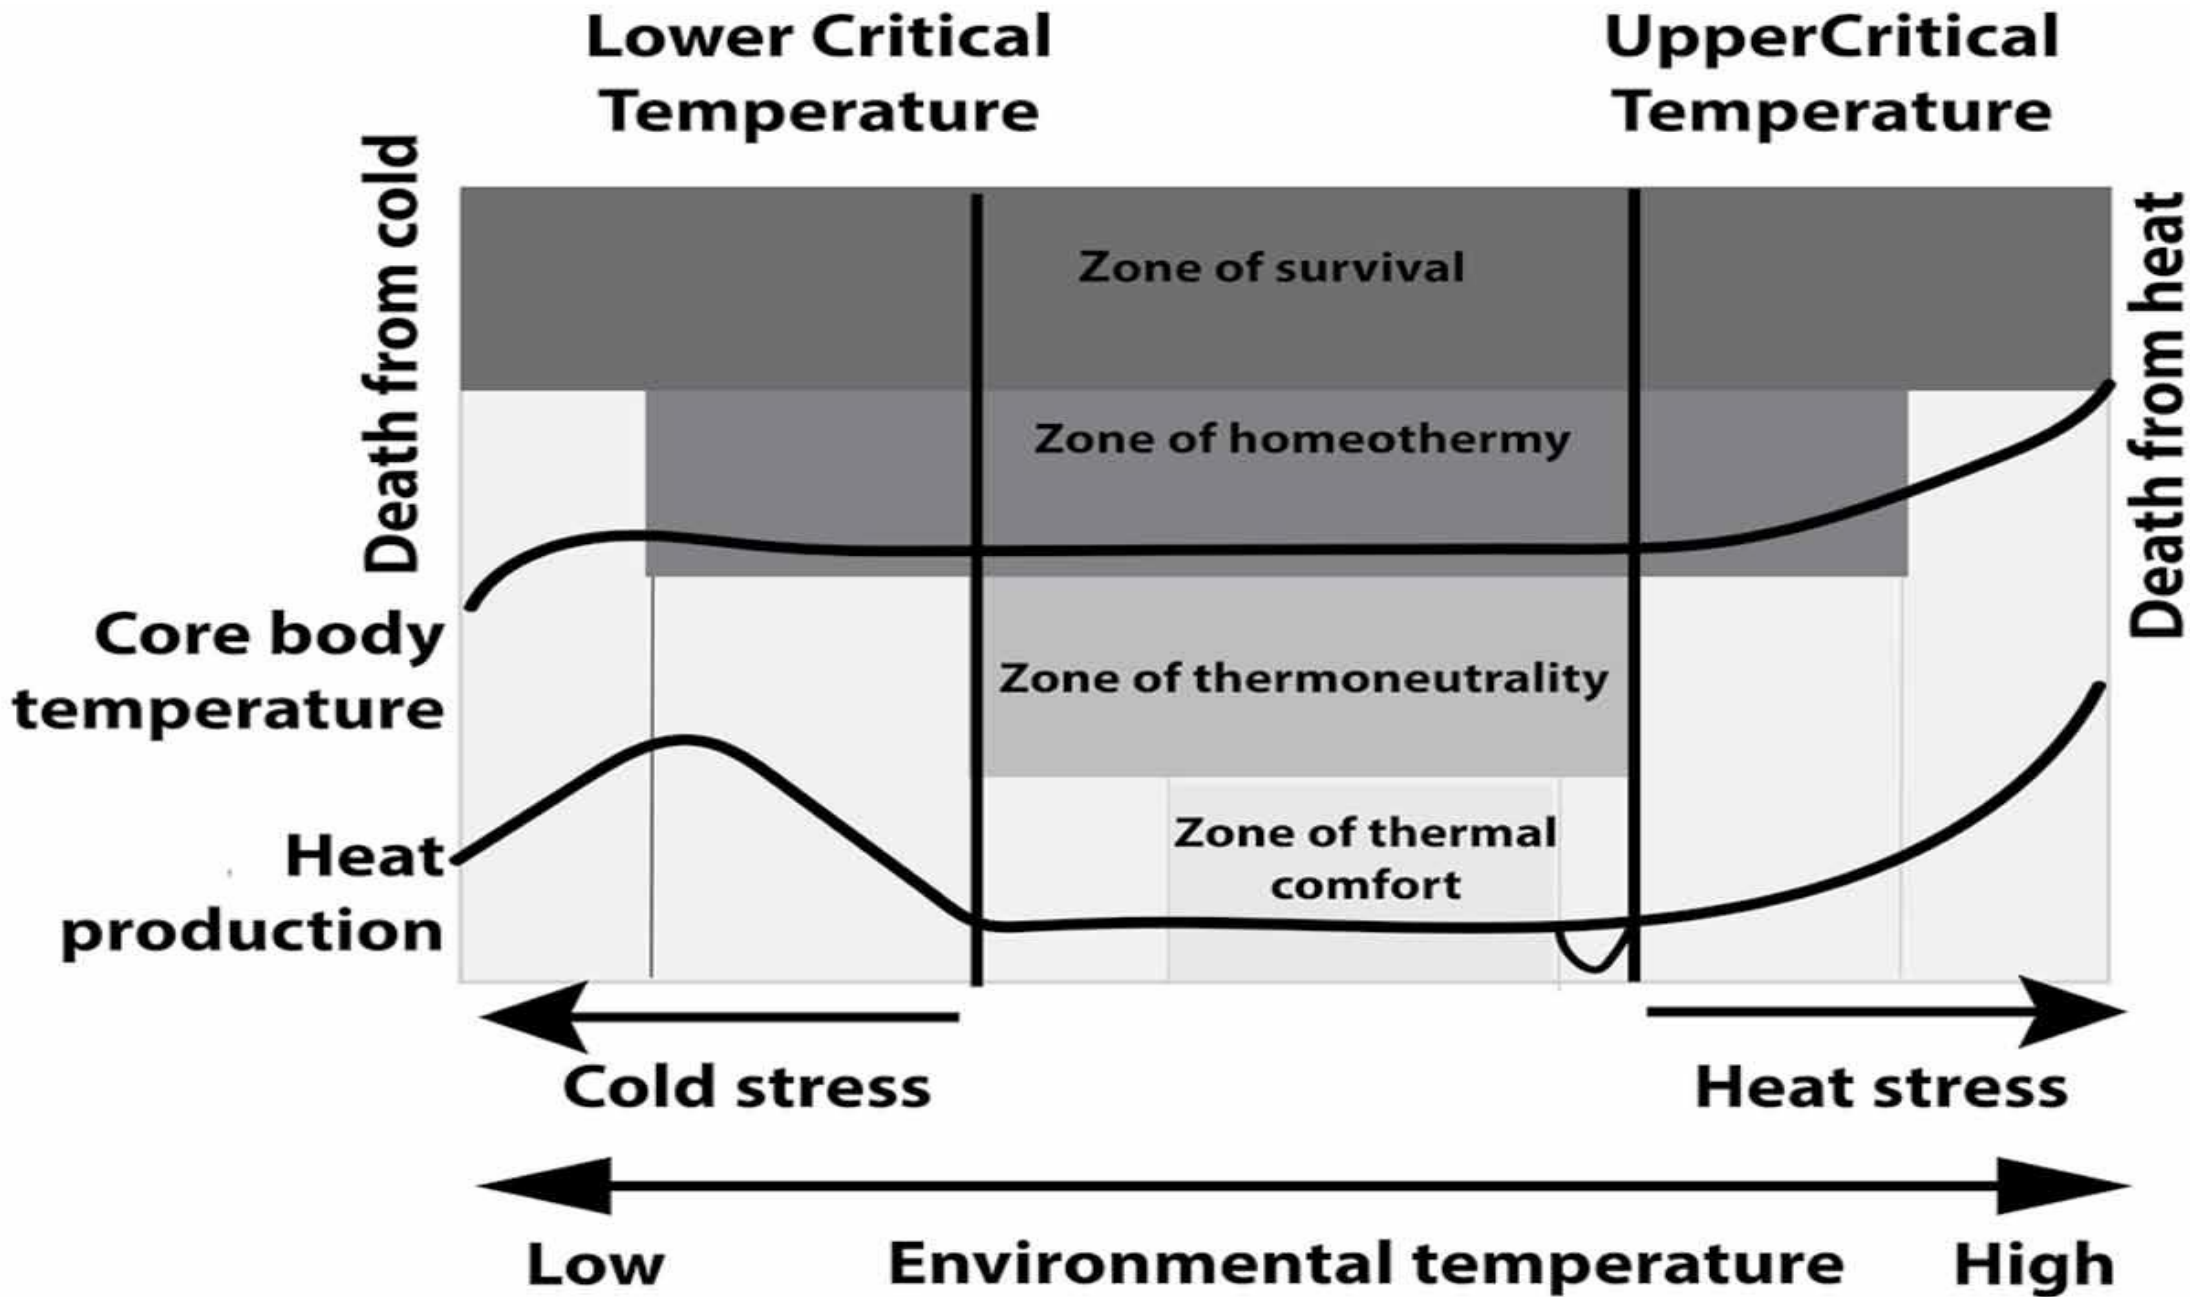 Lower Critical
Temperature
UpperCritical
Temperature
Death from cold
Death from heat
Zone of survival
Zone of homeothermy
Core body
temperature
Zone of thermoneutrality
Zone of thermal
comfort
Heat
production
Cold stress
Heat stress
Low
Environmental temperature
High